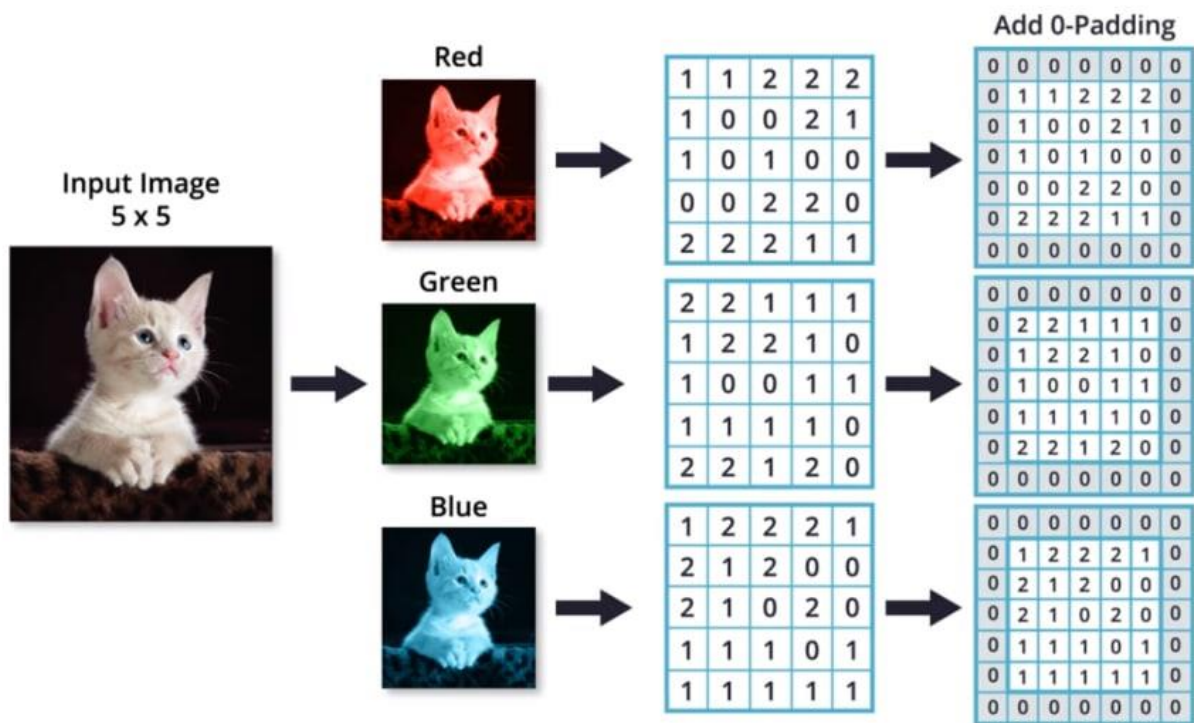 Add 0-Padding
Red
Input Image
5 x 5
Green
Blue
1 1 2 2 2
1 0 0 2 1
1 0 1 0 0
0 0 2 2 0
2 2 2 1 1
0 0 0 0 0 0 0
0 1 1 2 2 2 0
0 1 0 0 2 1 0
0 1 0 1 0 0 0
0 0 0 2 2 0 0
0 2 2 2 1 1 0
0 0 0 0 0 0 0
2 2 1 1 1
1 2 2 1 0
1 0 0 1 1
1 1 1 1 0
2 2 1 2 0
0 0 0 0 0 0 0
0 2 2 1 1 1 0
0 1 2 2 1 0 0
0 1 0 0 1 1 0
0 1 1 1 1 0 0
0 2 2 1 2 0 0
0 0 0 0 0 0 0
1 2 2 2 1
2 1 2 0 0
2 1 0 2 0
1 1 1 0 1
1 1 1 1 1
0 0 0 0 0 0 0
0 1 2 2 2 1 0
0 2 1 2 0 0 0
0 2 1 0 2 0 0
0 1 1 1 0 1 0
0 1 1 1 1 1 0
0 0 0 0 0 0 0